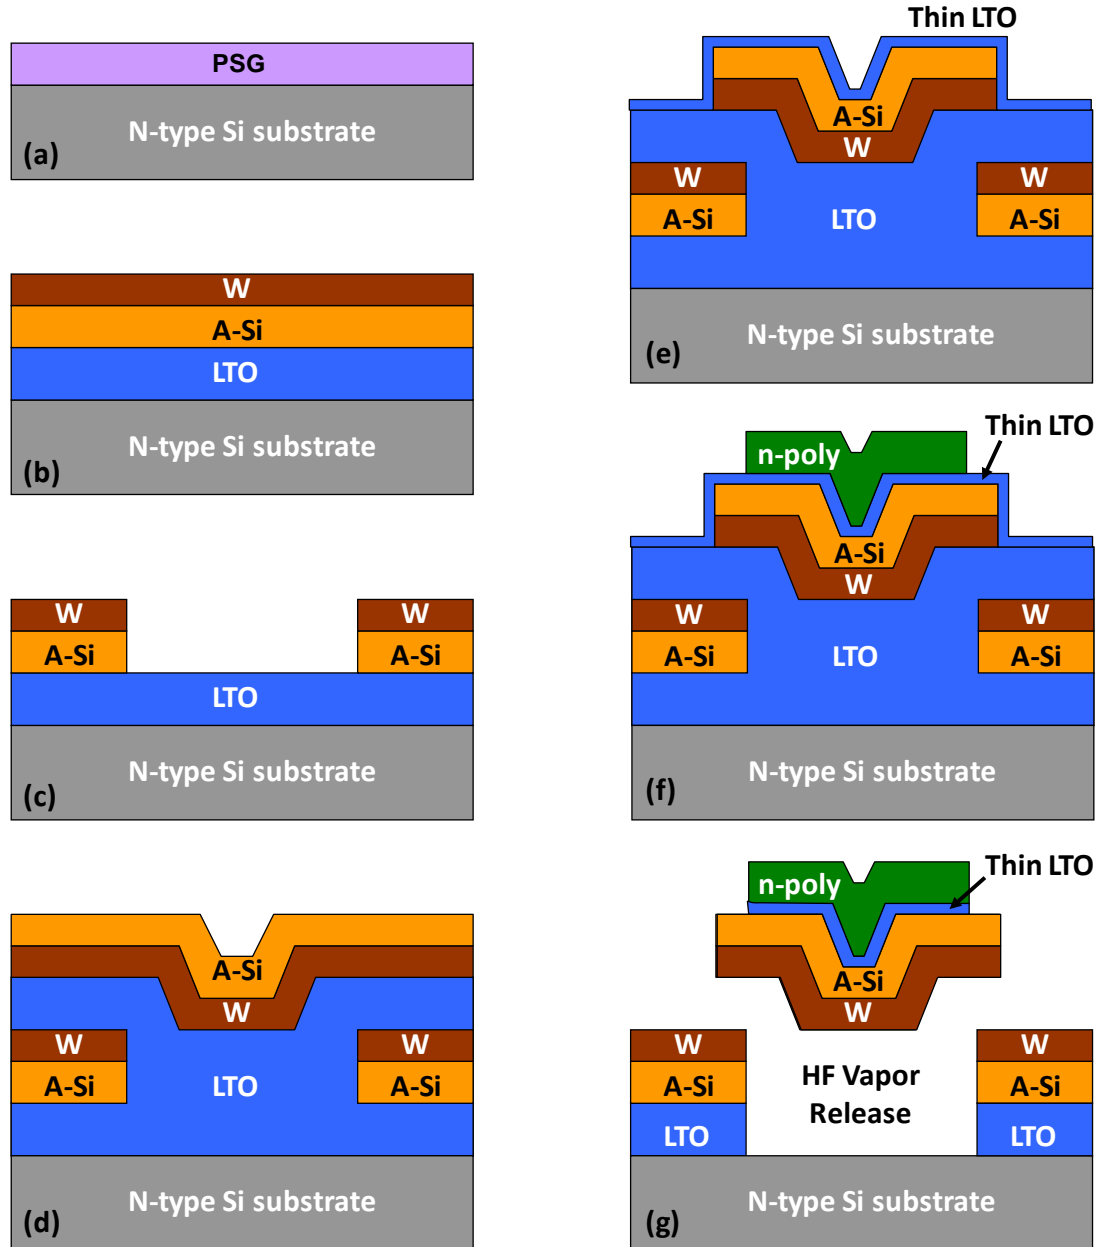 PSG
N-type Si substrate
(a)
W
A-Si
LTO
N-type Si substrate
(b)
W
W
A-Si
A-Si
LTO
N-type Si substrate
(c)
A-Si
W
W
W
A-Si
LTO
A-Si
N-type Si substrate
(d)
Thin LTO
A-Si
W
W
W
A-Si
LTO
A-Si
N-type Si substrate
(e)
Thin LTO
n-poly
A-Si
W
W
W
A-Si
LTO
A-Si
N-type Si substrate
(f)
Thin LTO
n-poly
A-Si
W
W
W
A-Si
HF Vapor
Release
A-Si
LTO
LTO
N-type Si substrate
(g)